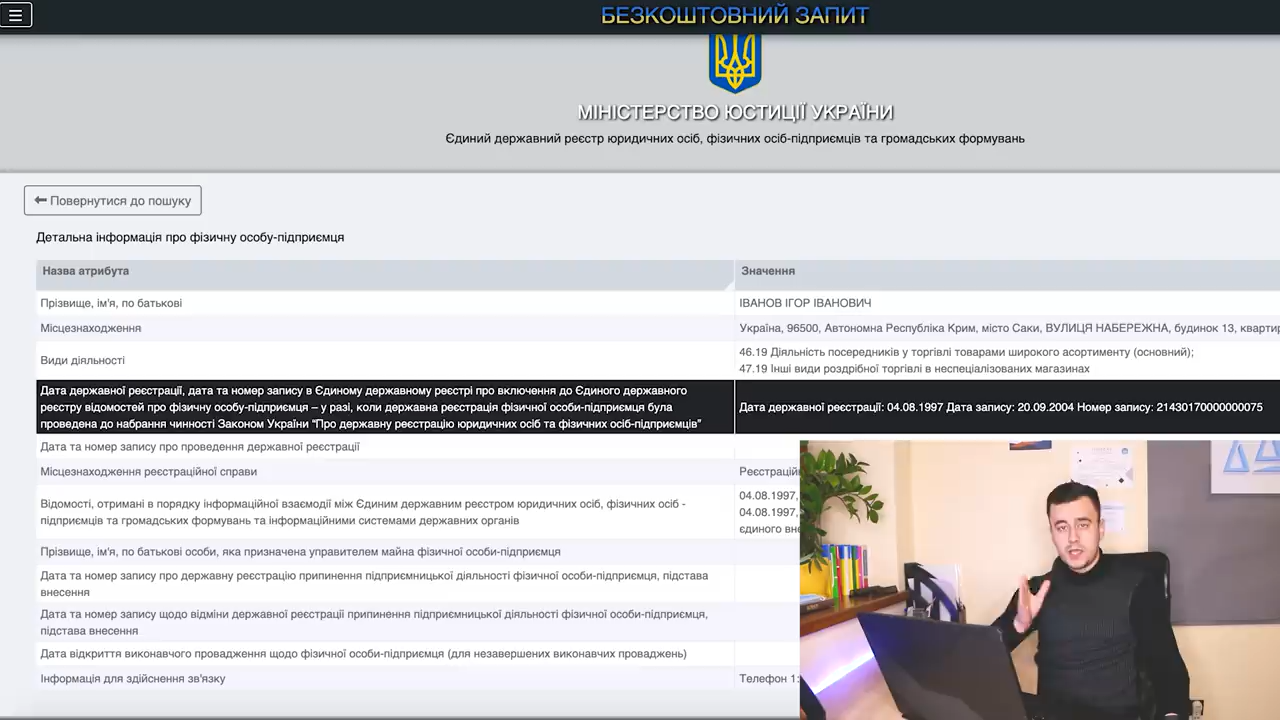 БЕЗКОШТОВНИЙ ЗАПИТ
МІНІСТЕРСТВО ЮСТИЦІЇ УКРАЇНИ
Єдиний державний реєстр юридичних осіб, фізичних осіб-підприємців та громадських формувань
Повернутися до пошуку
Детальна інформація про фізичну особу-підприємця
Назва атрибута Значення
Прізвище, ім'я, по батькові ІВАНОВ ІГОР ІВАНОВИЧ
Місцезнаходження Україна, 96500, Автономна Республіка Крим, місто Саки, ВУЛИЦЯ НАБЕРЕЖНА, будинок 13,
Види діяльності
46.19 Діяльність посередників у торгівлі товарами широкого асортименту (основний);
47.19 Інші види роздрібної торгівлі в неспеціалізованих магазинах
Дата державної реєстрації, дата та номер запису в Єдиному державному реєстрі про включення до Єдиного державного
реєстру відомостей про фізичну особу-підприємця – у разі, коли державна реєстрація фізичної особи-підприємця була
проведена до набрання чинності Законом України "Про державну реєстрацію юридичних осіб та фізичних осіб-підприємців"
Дата державної реєстрації: 04.08.1997 Дата запису: 20.09.2004 Номер запису: 21430170000000075
Дата та номер запису про проведення державної реєстрації
Місцезнаходження реєстраційної справи
Відомості, отримані в порядку інформаційної взаємодії між Єдиним державним реєстром юридичних осіб, фізичних осіб -
підприємців та громадських формувань та інформаційними системами державних органів
04.08.1997,
04.08.1997,
єдиного
Прізвище, ім'я, по батькові особи, яка призначена управителем майна фізичної особи-підприємця
Дата та номер запису про державну реєстрацію припинення підприємницької діяльності фізичної особи-підприємця, підстава
внесення
Дата та номер запису щодо відміни державної реєстрації припинення підприємницької діяльності фізичної особи-підприємця,
підстава внесення
Дата відкриття виконавчого провадження щодо фізичної особи-підприємця (для незавершених виконавчих проваджень)
Інформація для здійснення зв'язку Телефон 1: